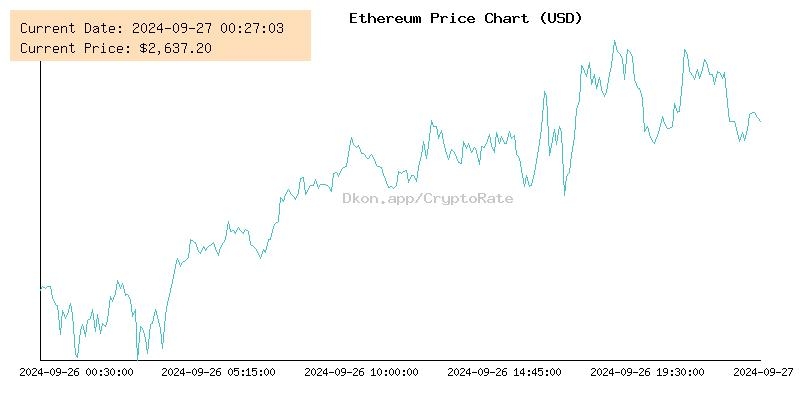 Ethereum Price Chart (USD)
Current Date: 2024-09-27 00:27:03
Current Price: $2,637.20
Dkon.app/CryptoRate
2024-09-26 00:30:00 2024-09-26 05:15:00 2024-09-26 10:00:00 2024-09-26 14:45:00 2024-09-26 19:30:00 2024-09-27